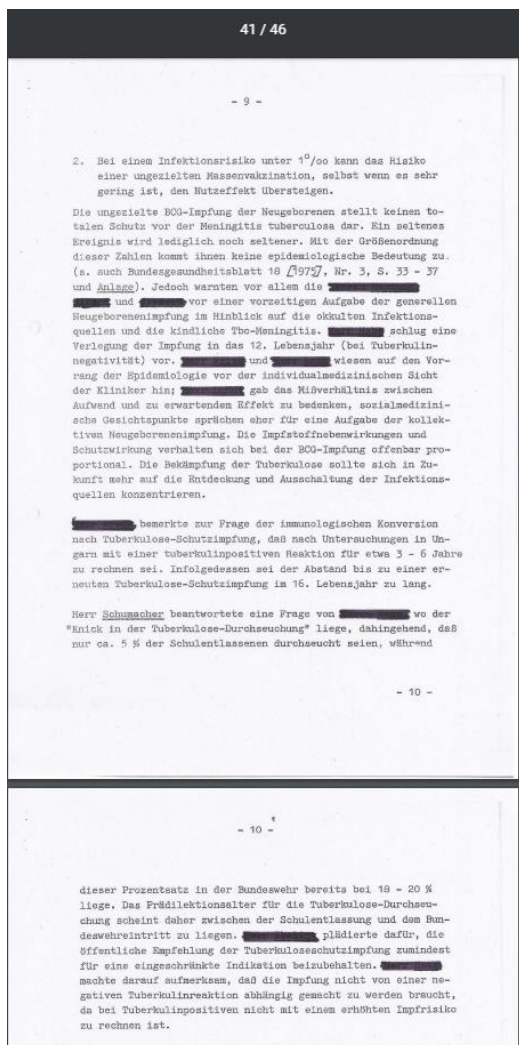 41 / 46
- 9 -
2. Bei einem Infektionsrisiko unter 1°/oo kann das Risiko
einer ungezielten Massenvakzination, selbst wenn es sehr
gering ist, den Nutzeffekt übersteigen.
Die ungezielte BCG-Impfung der Neugeborenen stellt keinen to-
talen Schutz vor der Meningitis tuberculosa dar. Ein seltenes
Ereignis wird lediglich noch seltener. Mit der Größenordnung
dieser Zahlen kommt ihnen keine epidemiologische Bedeutung zu.
(s. auch Bundesgesundheitsblatt 18 [1975], Nr. 3, S. 33 - 37
und Anlage). Jedoch warnten vor allem die
und vor einer vorzeitigen Aufgabe der generellen
Neugeborenenimpfung im Hinblick auf die okkulten Infektions-
quellen und die kindliche Tbc-Meningitis. schlug eine
Verlegung der Impfung in das 12. Lebensjahr (bei Tuberkulin-
negativität) vor. und wiesen auf den Vor-
rang der Epidemiologie vor der individualmedizinischen Sicht
der Kliniker hin; gab das Mißverhältnis zwischen
Aufwand und zu erwartendem Effekt zu bedenken, sozialmedizini-
sche Gesichtspunkte sprächen eher für eine Aufgabe der kollek-
tiven Neugeborenenimpfung. Die Impfstoffnebenwirkungen und
Schutzwirkung verhalten sich bei der BCG-Impfung offenbar pro-
portional. Die Bekämpfung der Tuberkulose sollte sich in Zu-
kunft mehr auf die Entdeckung und Ausschaltung der Infektions-
quellen konzentrieren.
bemerkte zur Frage der immunologischen Konversion
nach Tuberkulose-Schutzimpfung, daß nach Untersuchungen in Un-
garn mit einer tuberkulinpositiven Reaktion für etwa 3 - 6 Jahre
zu rechnen sei. Infolgedessen sei der Abstand bis zu einer er-
neuten Tuberkulose-Schutzimpfung im 16. Lebensjahr zu lang.
Herr Schumacher beantwortete eine Frage von wo der
"Knick in der Tuberkulose-Durchseuchung" liege, dahingehend, daß
nur ca. 5 % der Schulentlassenen durchseucht seien, während
- 10 -
- 10 -
dieser Prozentsatz in der Bundeswehr bereits bei 18 - 20 %
liege. Das Prädilektionsalter für die Tuberkulose-Durchseu-
chung scheint daher zwischen der Schulentlassung und dem Bun-
deswehreintritt zu liegen. plädierte dafür, die
öffentliche Empfehlung der Tuberkuloseschutzimpfung zumindest
für eine eingeschränkte Indikation beizubehalten.
machte darauf aufmerksam, daß die Impfung nicht von einer ne-
gativen Tuberkulinreaktion abhängig gemacht zu werden braucht,
da bei Tuberkulinpositiven nicht mit einem erhöhten Impfrisiko
zu rechnen ist.